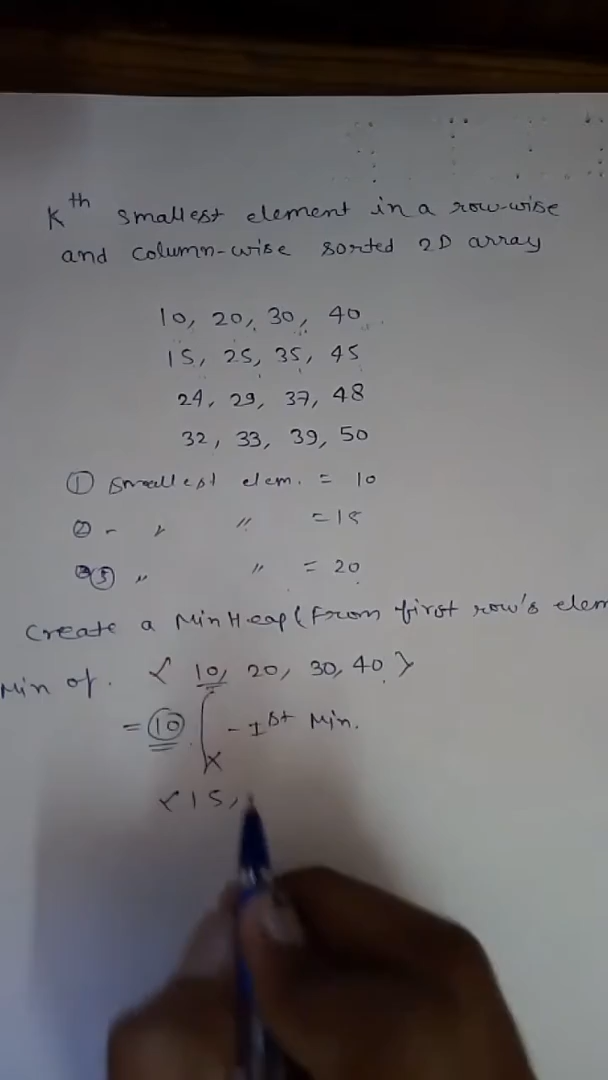 Kth smallest element in a row-wise
and column-wise sorted 2D array
10, 20, 30, 40
15, 25, 35, 45
24, 29, 37, 48
32, 33, 39, 50
① Smallest elem. = 10
② - " " = 15
③ " " = 20
Create a MinHeap (From first row's elem
Min of. < 10, 20, 30, 40 >
= 10 - 1st Min.
< 15,